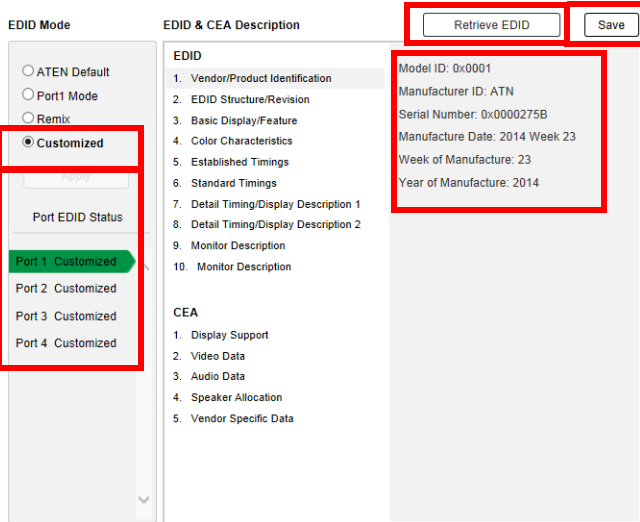 EDID Mode
EDID & CEA Description
Retrieve EDID
Save
ATEN Default
Port1 Mode
Remix
Customized
Apply
Port EDID Status
Port 1 Customized
Port 2 Customized
Port 3 Customized
Port 4 Customized
EDID
1. Vendor/Product Identification
2. EDID Structure/Revision
3. Basic Display/Feature
4. Color Characteristics
5. Established Timings
6. Standard Timings
7. Detail Timing/Display Description 1
8. Detail Timing/Display Description 2
9. Monitor Description
10. Monitor Description
CEA
1. Display Support
2. Video Data
3. Audio Data
4. Speaker Allocation
5. Vendor Specific Data
Model ID: 0x0001
Manufacturer ID: ATN
Serial Number: 0x0000275B
Manufacture Date: 2014 Week 23
Week of Manufacture: 23
Year of Manufacture: 2014